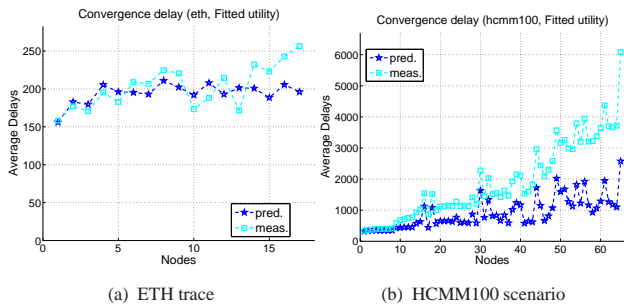 Convergence delay (eth, Fitted utility)
250
200
150
100
50
0
0
5
10
15
Average Delays
Nodes
pred.
meas.
(a) ETH trace
Convergence delay (hcmm100, Fitted utility)
pred.
meas.
6000
5000
4000
3000
2000
1000
0
0
10
20
30
40
50
60
Average Delays
Nodes
(b) HCMM100 scenario